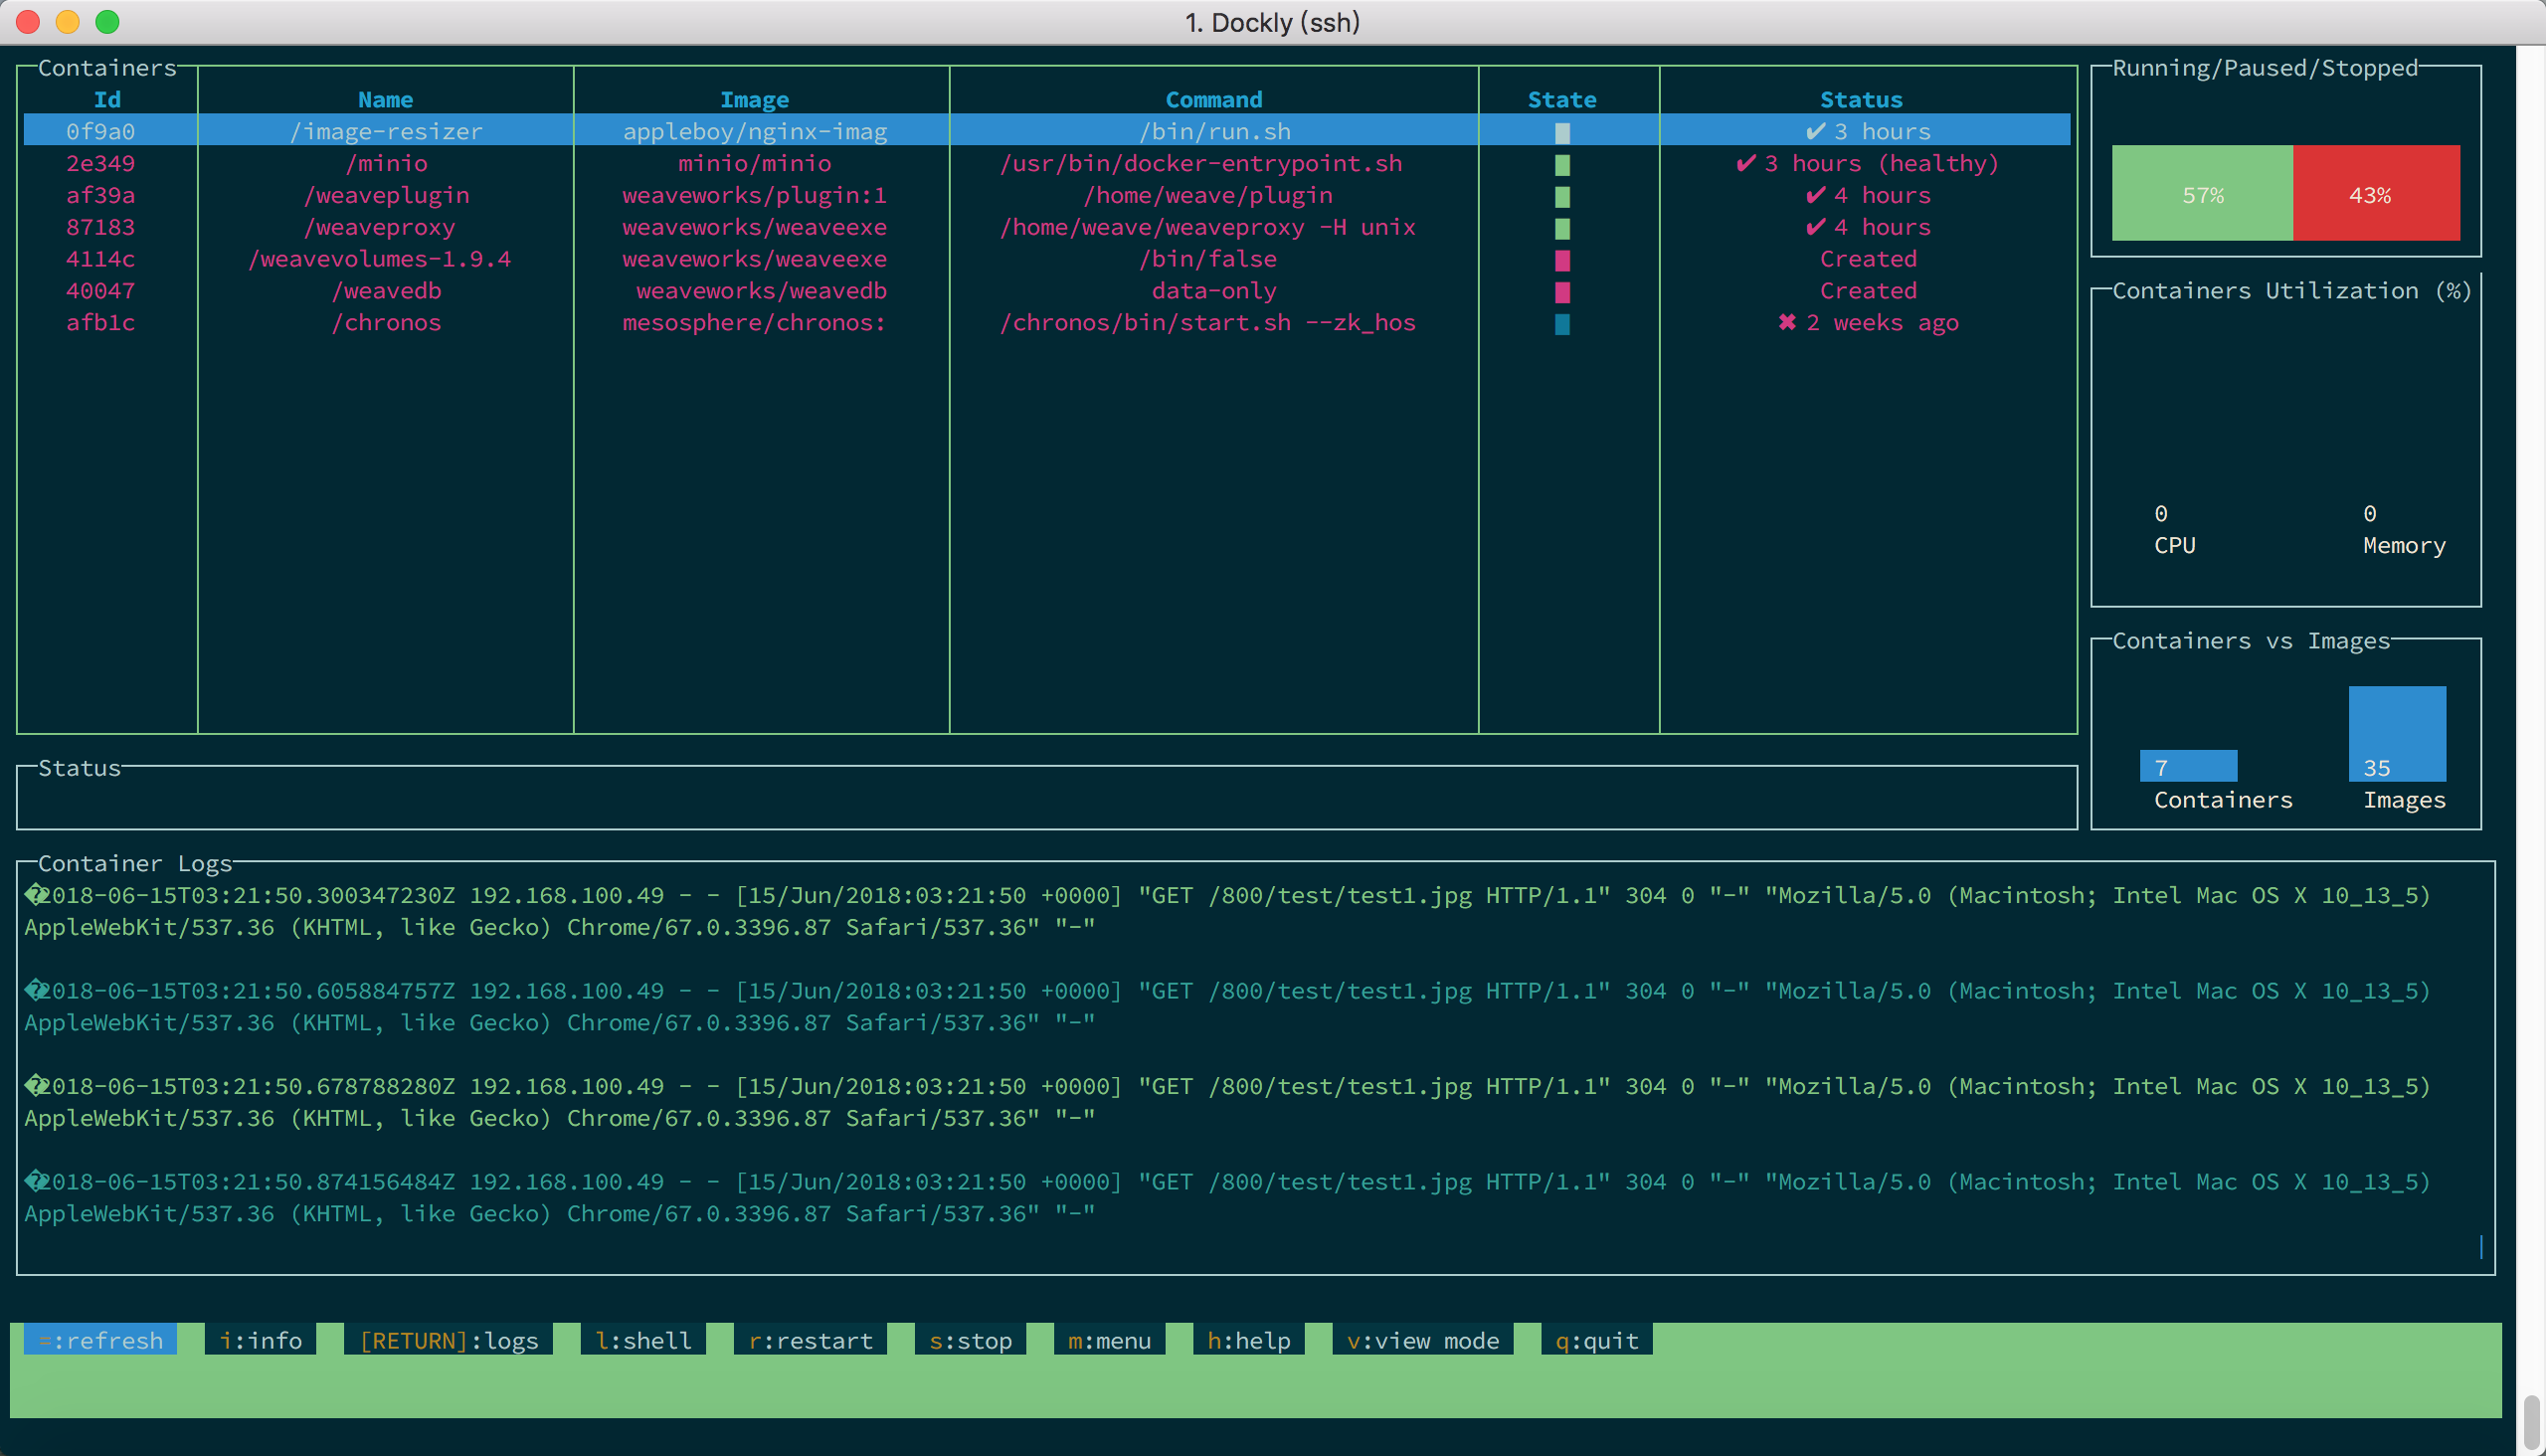 1. Dockly (ssh)
Containers
Id Name Image Command State Status
0f9a0 /image-resizer appleboy/nginx-imag /bin/run.sh ✔ 3 hours
2e349 /minio minio/minio /usr/bin/docker-entrypoint.sh ✔ 3 hours (healthy)
af39a /weaveplugin weaveworks/plugin:1 /home/weave/plugin ✔ 4 hours
87183 /weaveproxy weaveworks/weaveexe /home/weave/weaveproxy -H unix ✔ 4 hours
4114c /weavevolumes-1.9.4 weaveworks/weaveexe /bin/false Created
40047 /weavedb weaveworks/weavedb data-only Created
afb1c /chronos mesosphere/chronos: /chronos/bin/start.sh --zk_hos ✖ 2 weeks ago
Running/Paused/Stopped
57% 43%
Containers Utilization (%)
0 0
CPU Memory
Containers vs Images
7 35
Containers Images
Status
Container Logs
�2018-06-15T03:21:50.300347230Z 192.168.100.49 - - [15/Jun/2018:03:21:50 +0000] "GET /800/test/test1.jpg HTTP/1.1" 304 0 "-" "Mozilla/5.0 (Macintosh; Intel Mac OS X 10_13_5)
AppleWebKit/537.36 (KHTML, like Gecko) Chrome/67.0.3396.87 Safari/537.36" "-"
�2018-06-15T03:21:50.605884757Z 192.168.100.49 - - [15/Jun/2018:03:21:50 +0000] "GET /800/test/test1.jpg HTTP/1.1" 304 0 "-" "Mozilla/5.0 (Macintosh; Intel Mac OS X 10_13_5)
AppleWebKit/537.36 (KHTML, like Gecko) Chrome/67.0.3396.87 Safari/537.36" "-"
�2018-06-15T03:21:50.678788280Z 192.168.100.49 - - [15/Jun/2018:03:21:50 +0000] "GET /800/test/test1.jpg HTTP/1.1" 304 0 "-" "Mozilla/5.0 (Macintosh; Intel Mac OS X 10_13_5)
AppleWebKit/537.36 (KHTML, like Gecko) Chrome/67.0.3396.87 Safari/537.36" "-"
�2018-06-15T03:21:50.874156484Z 192.168.100.49 - - [15/Jun/2018:03:21:50 +0000] "GET /800/test/test1.jpg HTTP/1.1" 304 0 "-" "Mozilla/5.0 (Macintosh; Intel Mac OS X 10_13_5)
AppleWebKit/537.36 (KHTML, like Gecko) Chrome/67.0.3396.87 Safari/537.36" "-"
=:refresh i:info [RETURN]:logs l:shell r:restart s:stop m:menu h:help v:view mode q:quit